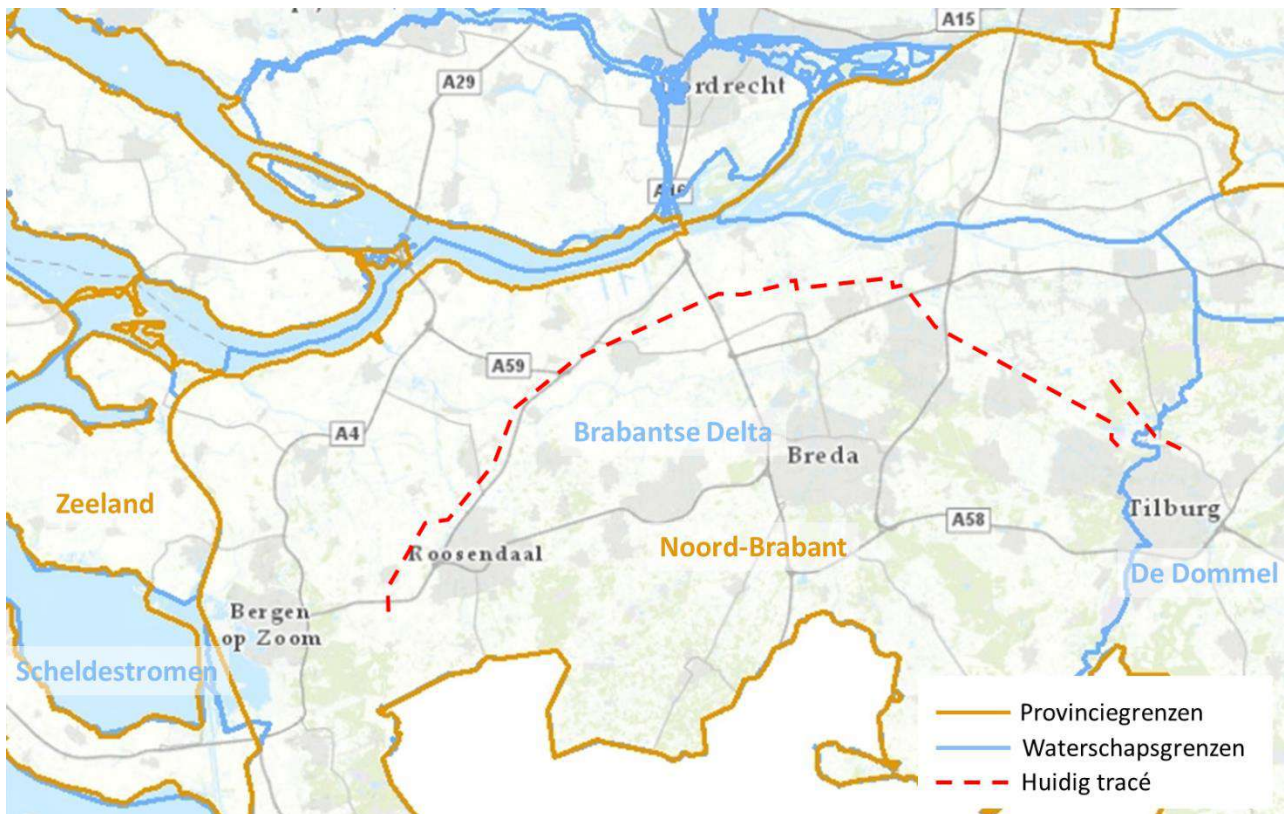 A15
A29
rdrecht
A16
A59
A4
Brabantse Delta
Breda
Zeeland
Tilburg
A58
Roosendaal
Noord-Brabant
De Dommel
Bergen
op Zoom
Scheldestromen
Provinciegrenzen
Waterschapsgrenzen
Huidig tracé